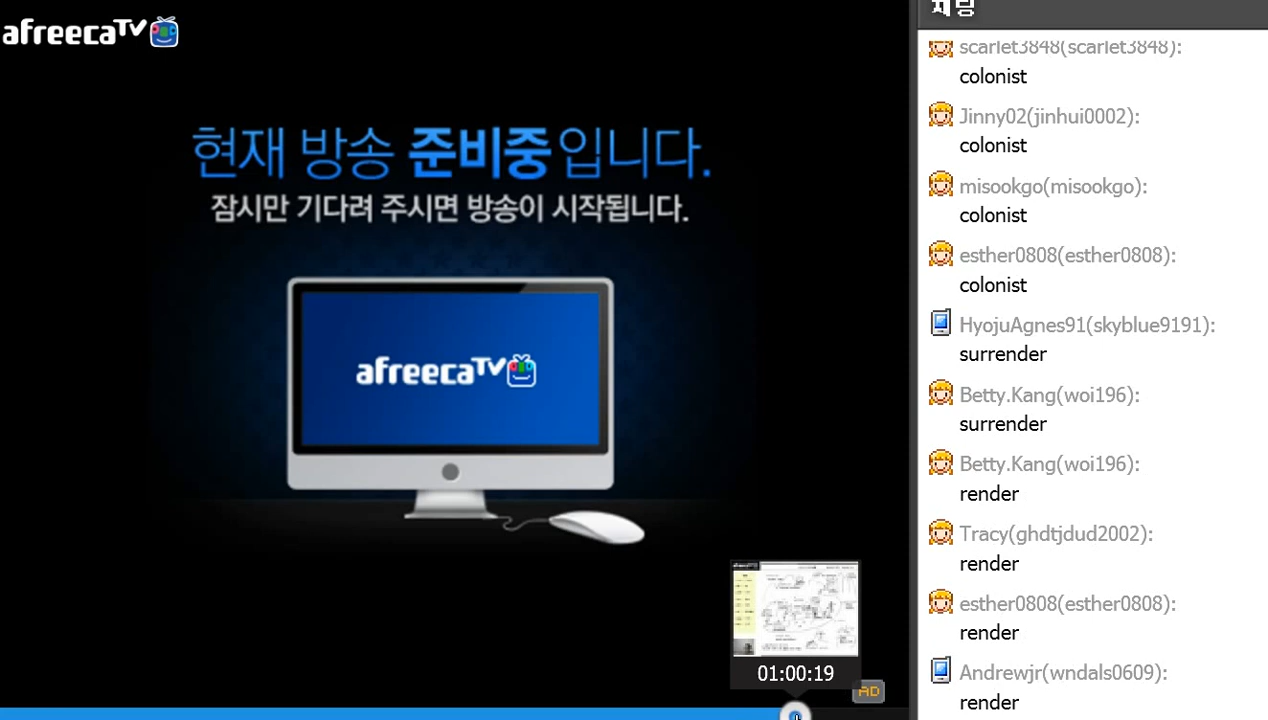 afreecaTV
현재 방송 준비중입니다.
잠시만 기다려 주시면 방송이 시작됩니다.
afreecaTV
01:00:19
AD
채팅
scarlet3848(scarlet3848):
colonist
Jinny02(jinhui0002):
colonist
misookgo(misookgo):
colonist
esther0808(esther0808):
colonist
HyojuAgnes91(skyblue9191):
surrender
Betty.Kang(woi196):
surrender
Betty.Kang(woi196):
render
Tracy(ghdtjdud2002):
render
esther0808(esther0808):
render
Andrewjr(wndals0609):
render